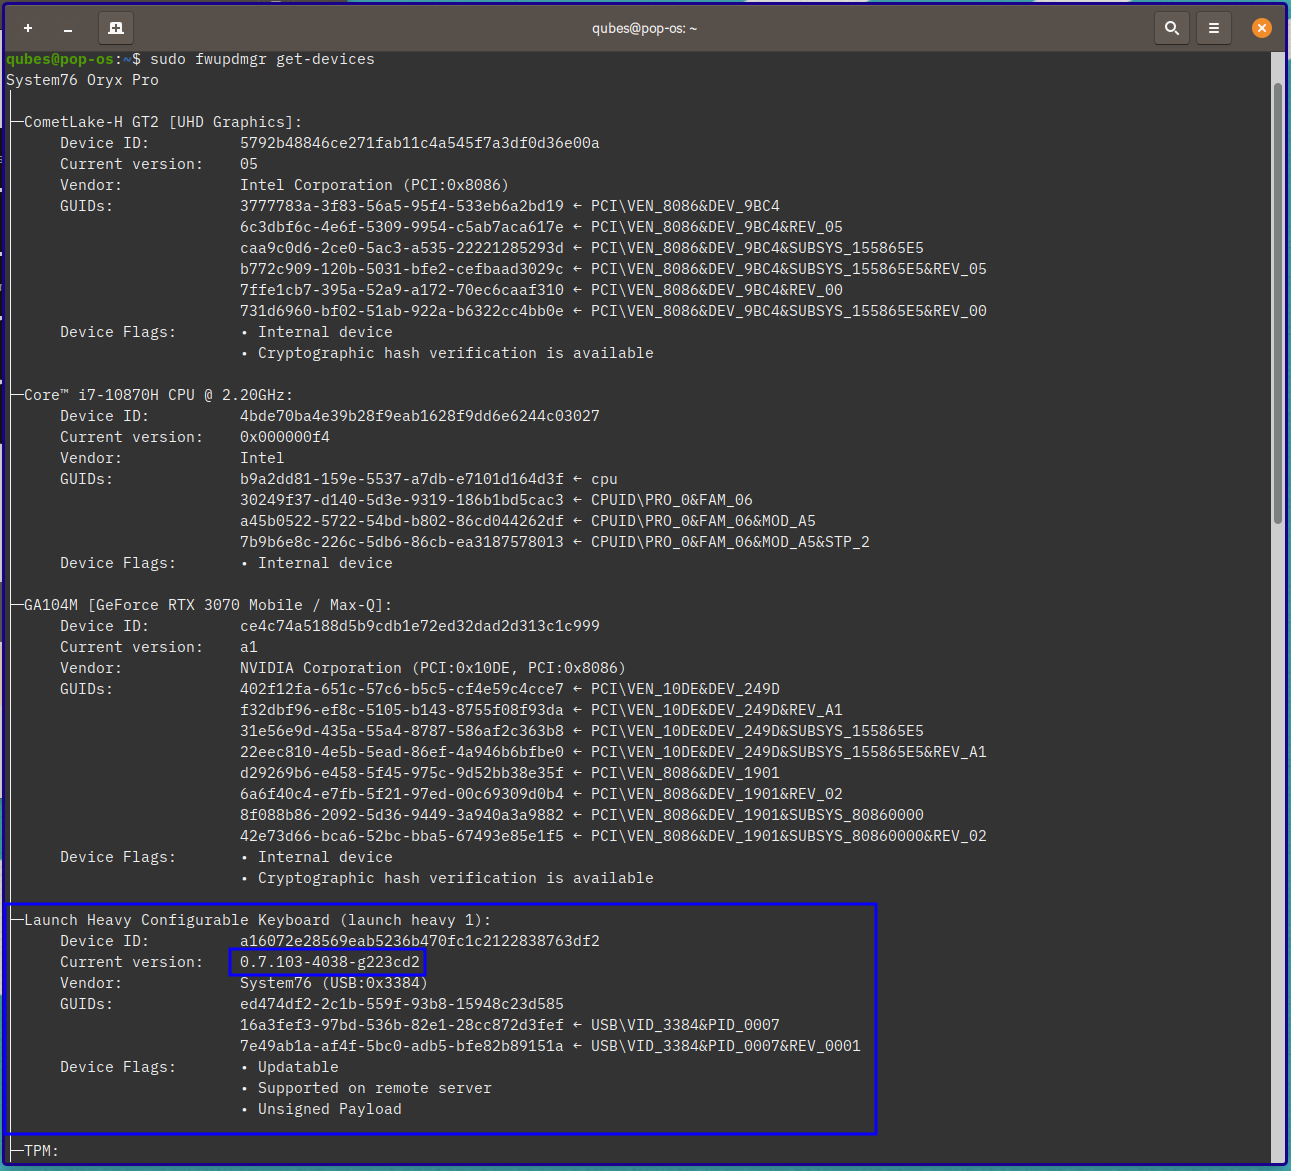 qubes@pop-os: ~
qubes@pop-os:~$ sudo fwupdmgr get-devices
System76 Oryx Pro
│
├─CometLake-H GT2 [UHD Graphics]:
Device ID: 5792b48846ce271fab11c4a545f7a3df0d36e00a
Current version: 05
Vendor: Intel Corporation (PCI:0x8086)
GUIDs: 3777783a-3f83-56a5-95f4-533eb6a2bd19 ← PCI\VEN_8086&DEV_9BC4
6c3dbf6c-4e6f-5309-9954-c5ab7aca617e ← PCI\VEN_8086&DEV_9BC4&REV_05
caa9c0d6-2ce0-5ac3-a535-22221285293d ← PCI\VEN_8086&DEV_9BC4&SUBSYS_155865E5
b772c909-120b-5031-bfe2-cefbaad3029c ← PCI\VEN_8086&DEV_9BC4&SUBSYS_155865E5&REV_05
7ffe1cb7-395a-52a9-a172-70ec6caaf310 ← PCI\VEN_8086&DEV_9BC4&REV_00
731d6960-bf02-51ab-922a-b6322cc4bb0e ← PCI\VEN_8086&DEV_9BC4&SUBSYS_155865E5&REV_00
Device Flags: • Internal device
• Cryptographic hash verification is available
├─Core™ i7-10870H CPU @ 2.20GHz:
Device ID: 4bde70ba4e39b28f9eab1628f9dd6e6244c03027
Current version: 0x000000f4
Vendor: Intel
GUIDs: b9a2dd81-159e-5537-a7db-e7101d164d3f ← cpu
30249f37-d140-5d3e-9319-186b1bd5cac3 ← CPUID\PRO_0&FAM_06
a45b0522-5722-54bd-b802-86cd044262df ← CPUID\PRO_0&FAM_06&MOD_A5
7b9b6e8c-226c-5db6-86cb-ea3187578013 ← CPUID\PRO_0&FAM_06&MOD_A5&STP_2
Device Flags: • Internal device
├─GA104M [GeForce RTX 3070 Mobile / Max-Q]:
Device ID: ce4c74a5188d5b9cdb1e72ed32dad2d313c1c999
Current version: a1
Vendor: NVIDIA Corporation (PCI:0x10DE, PCI:0x8086)
GUIDs: 402f12fa-651c-57c6-b5c5-cf4e59c4cce7 ← PCI\VEN_10DE&DEV_249D
f32dbf96-ef8c-5105-b143-8755f08f93da ← PCI\VEN_10DE&DEV_249D&REV_A1
31e56e9d-435a-55a4-8787-586af2c363b8 ← PCI\VEN_10DE&DEV_249D&SUBSYS_155865E5
22eec810-4e5b-5ead-86ef-4a946b6bfbe0 ← PCI\VEN_10DE&DEV_249D&SUBSYS_155865E5&REV_A1
d29269b6-e458-5f45-975c-9d52bb38e35f ← PCI\VEN_8086&DEV_1901
6a6f40c4-e7fb-5f21-97ed-00c69309d0b4 ← PCI\VEN_8086&DEV_1901&REV_02
8f088b86-2092-5d36-9449-3a940a3a9882 ← PCI\VEN_8086&DEV_1901&SUBSYS_80860000
42e73d66-bca6-52bc-bba5-67493e85e1f5 ← PCI\VEN_8086&DEV_1901&SUBSYS_80860000&REV_02
Device Flags: • Internal device
• Cryptographic hash verification is available
├─Launch Heavy Configurable Keyboard (launch heavy 1):
Device ID: a16072e28569eab5236b470fc1c2122838763df2
Current version: 0.7.103-4038-g223cd2
Vendor: System76 (USB:0x3384)
GUIDs: ed474df2-2c1b-559f-93b8-15948c23d585
16a3fef3-97bd-536b-82e1-28cc872d3fef ← USB\VID_3384&PID_0007
7e49ab1a-af4f-5bc0-adb5-bfe82b89151a ← USB\VID_3384&PID_0007&REV_0001
Device Flags: • Updatable
• Supported on remote server
• Unsigned Payload
├─TPM: